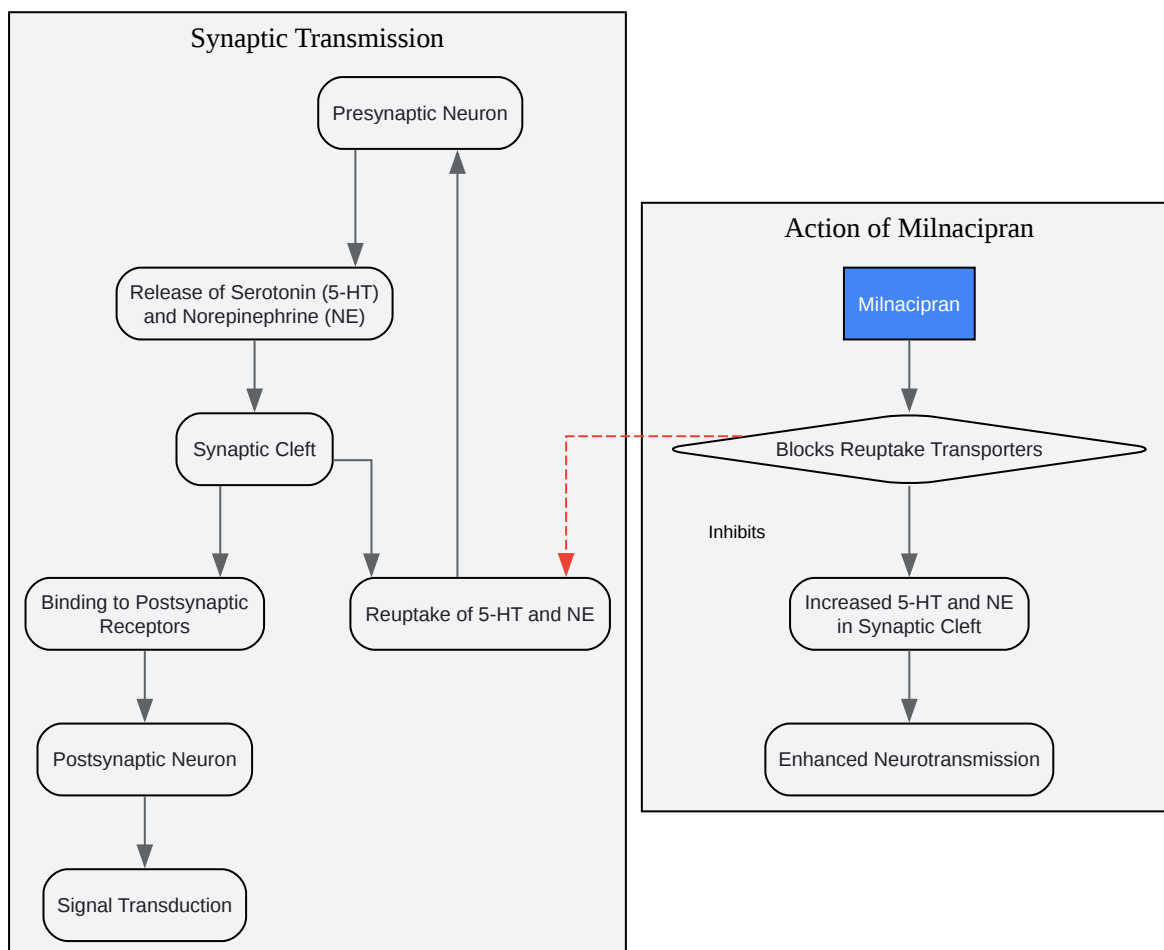 Synaptic Transmission
Presynaptic Neuron
Release of Serotonin (5-HT)
and Norepinephrine (NE)
Synaptic Cleft
Binding to Postsynaptic
Receptors
Reuptake of 5-HT and NE
Postsynaptic Neuron
Signal Transduction
Action of Milnacipran
Milnacipran
Blocks Reuptake Transporters
Inhibits
Increased 5-HT and NE
in Synaptic Cleft
Enhanced Neurotransmission